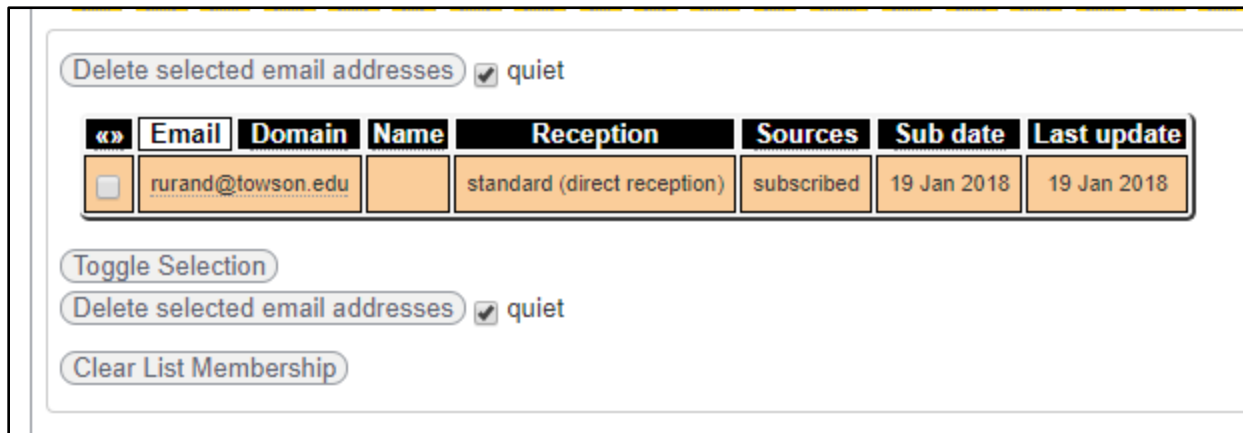 Delete selected email addresses quiet
«» Email Domain Name Reception Sources Sub date Last update
rurand@towson.edu standard (direct reception) subscribed 19 Jan 2018 19 Jan 2018
Toggle Selection
Delete selected email addresses quiet
Clear List Membership